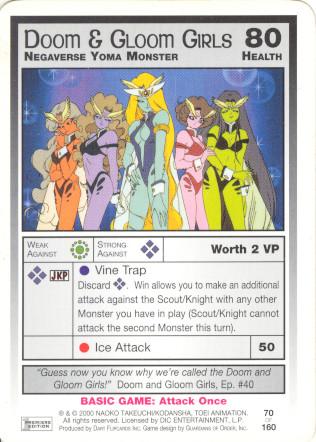 Doom & Gloom Girls 80
Negaverse Yoma Monster Health
Weak Against Strong Against Worth 2 VP
JKP Vine Trap
Discard . Win allows you to make an additional
attack against the Scout/Knight with any other
Monster you have in play (Scout/Knight cannot
attack the second Monster this turn).
Ice Attack 50
"Guess now you know why we're called the Doom and
Gloom Girls!" Doom and Gloom Girls, Ep. #40
BASIC GAME: Attack Once
PREMIERE EDITION
® & © 2000 NAOKO TAKEUCHI/KODANSHA, TOEI ANIMATION.
All rights reserved. Used by DIC ENTERTAINMENT, L.P.
Produced by Dart Flipcards Inc. Game design by Guardians of Order, Inc.
70
OF
160